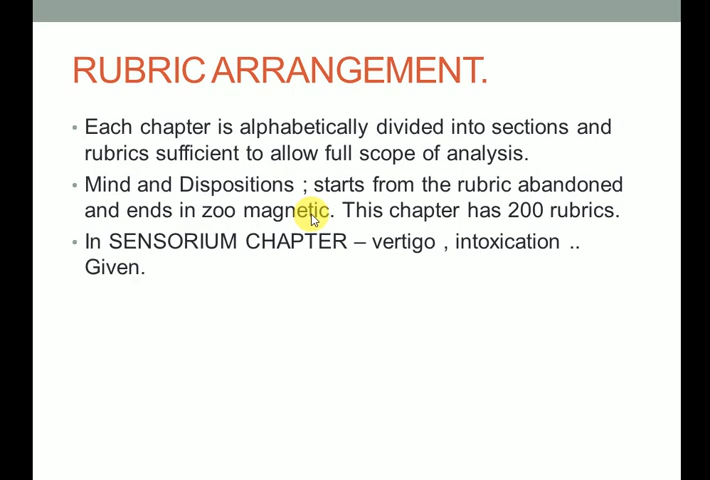 RUBRIC ARRANGEMENT.
• Each chapter is alphabetically divided into sections and
rubrics sufficient to allow full scope of analysis.
• Mind and Dispositions ; starts from the rubric abandoned
and ends in zoo magnetic. This chapter has 200 rubrics.
• In SENSORIUM CHAPTER – vertigo , intoxication ..
Given.